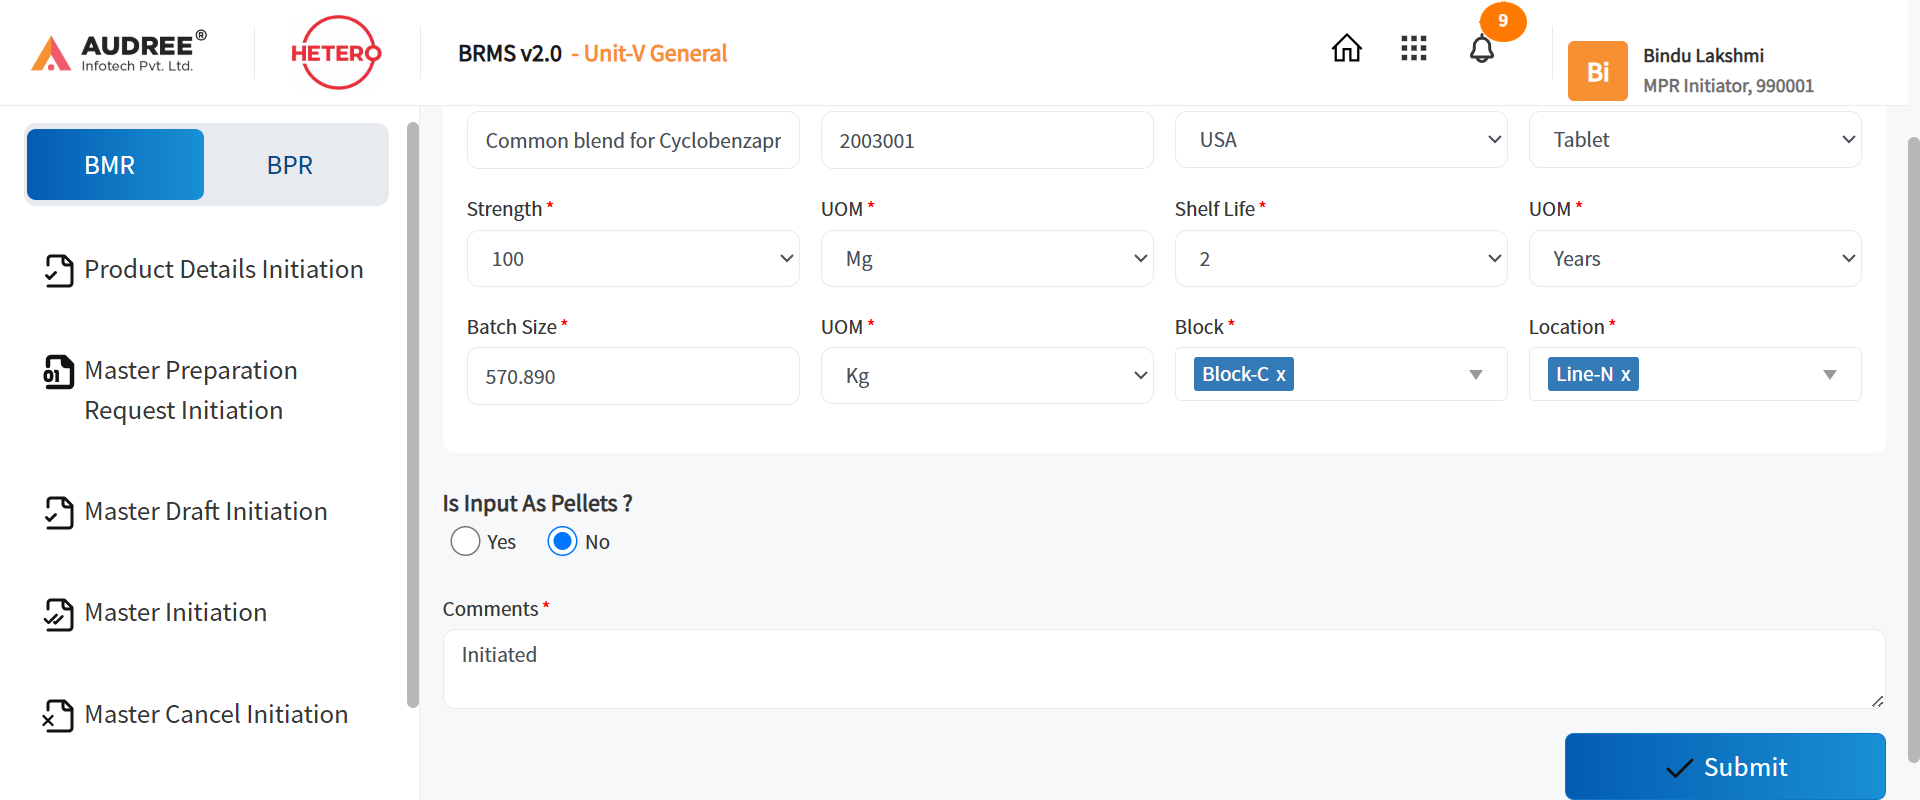 AUDREE®
Infotech Pvt. Ltd.
HETERO
BRMS v2.0 - Unit-V General
9
Bi
Bindu Lakshmi
MPR Initiator, 990001
BMR
BPR
Product Details Initiation
Master Preparation
Request Initiation
Master Draft Initiation
Master Initiation
Master Cancel Initiation
Common blend for Cyclobenzapr
2003001
USA
Tablet
Strength *
UOM *
Shelf Life *
UOM *
100
Mg
2
Years
Batch Size *
UOM *
Block *
Location *
570.890
Kg
Block-C x
Line-N x
Is Input As Pellets ?
Yes
No
Comments *
Initiated
Submit